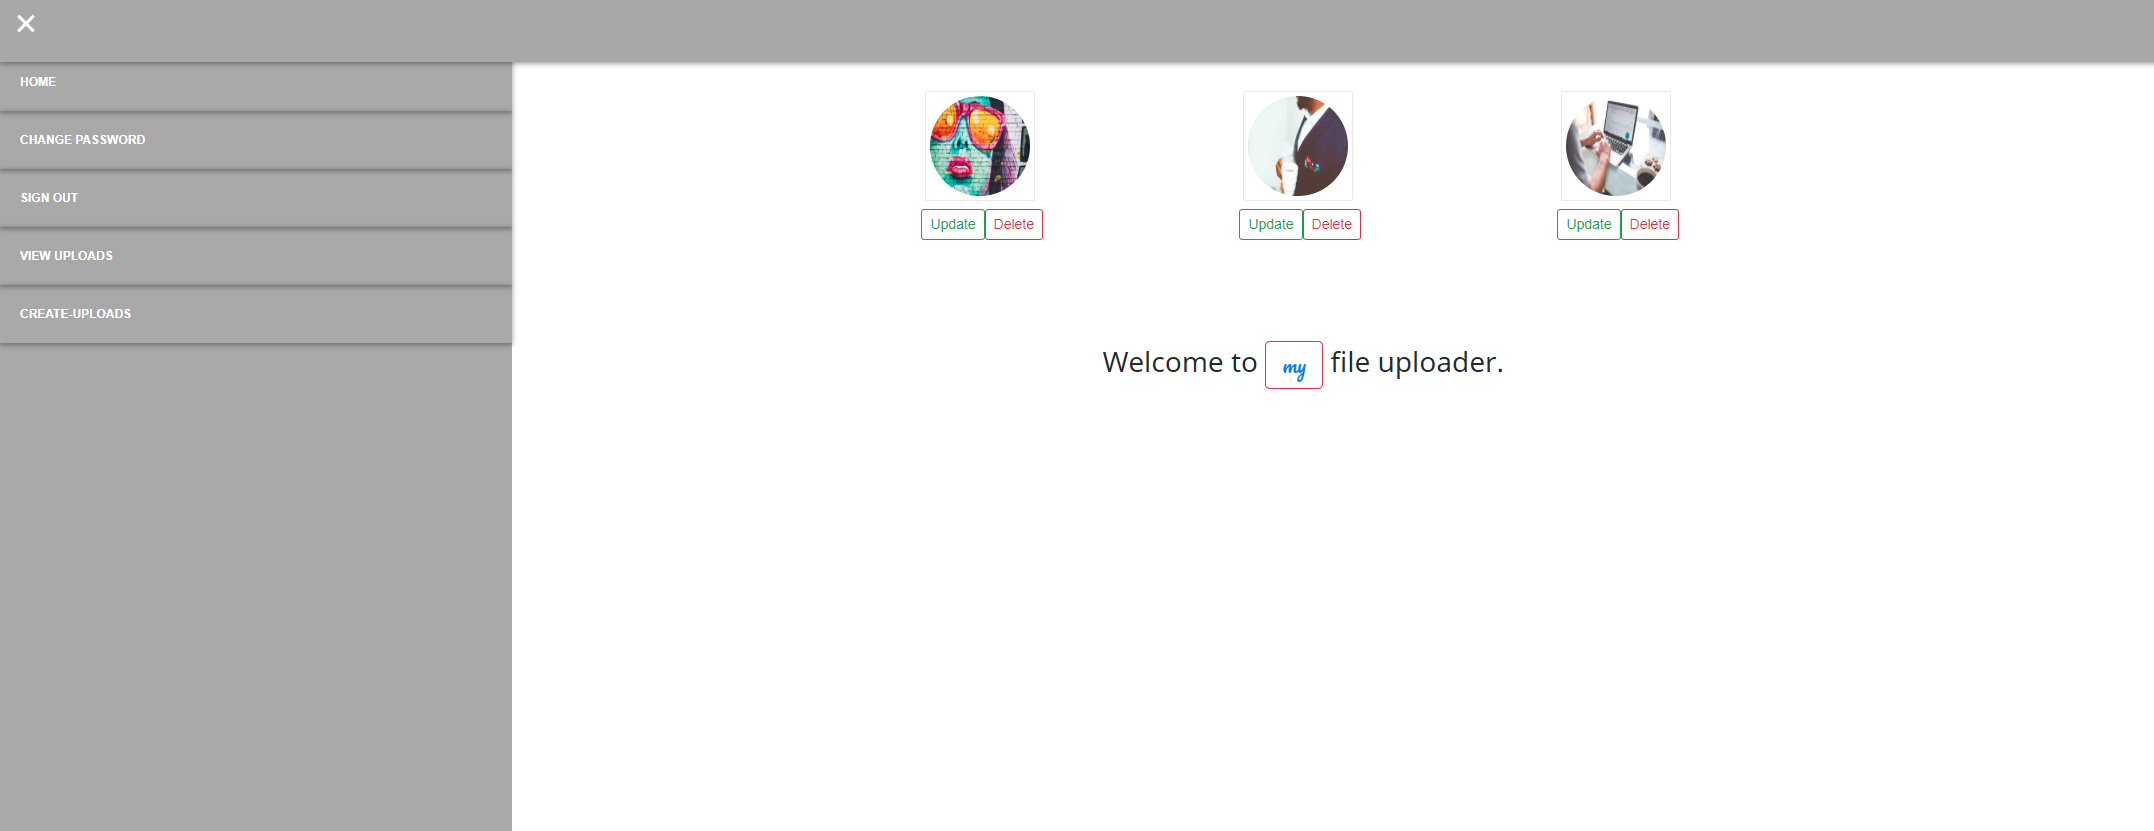 HOME
CHANGE PASSWORD
SIGN OUT
VIEW UPLOADS
CREATE-UPLOADS
Update Delete
Update Delete
Update Delete
Welcome to my file uploader.